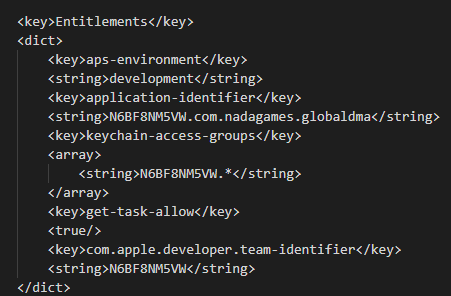 <key>Entitlements</key>
<dict>
<key>aps-environment</key>
<string>development</string>
<key>application-identifier</key>
<string>N6BF8NM5VW.com.nadagames.globaldma</string>
<key>keychain-access-groups</key>
<array>
<string>N6BF8NM5VW.*</string>
</array>
<key>get-task-allow</key>
<true/>
<key>com.apple.developer.team-identifier</key>
<string>N6BF8NM5VW</string>
</dict>